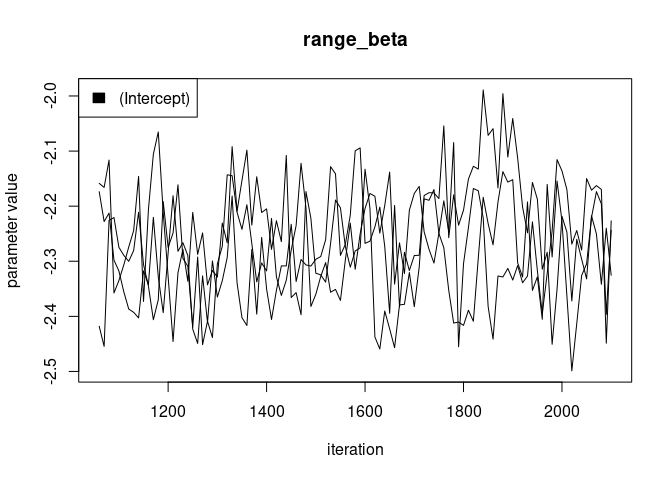 range_beta
(Intercept)
parameter value
-2.0
-2.1
-2.2
-2.3
-2.4
-2.5
1200 1400 1600 1800 2000
iteration